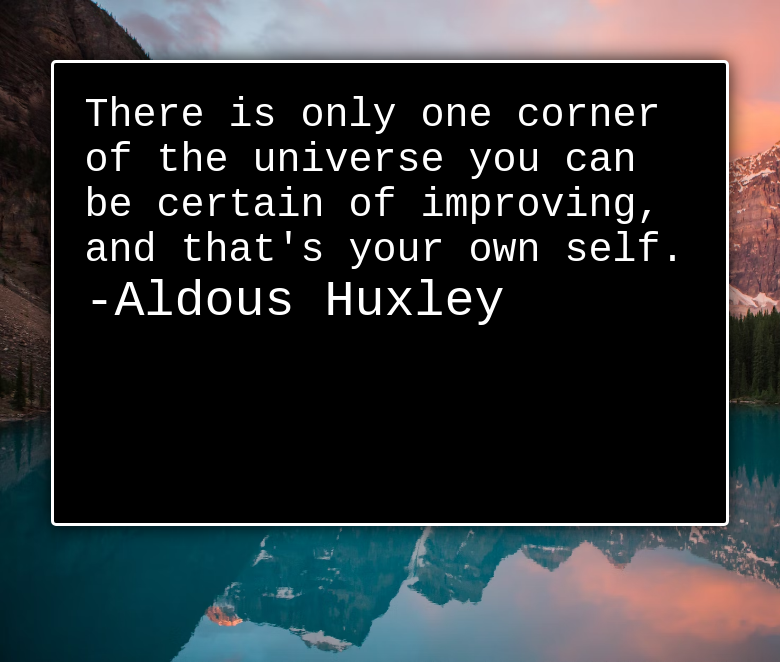 There is only one corner
of the universe you can
be certain of improving,
and that's your own self.
-Aldous Huxley